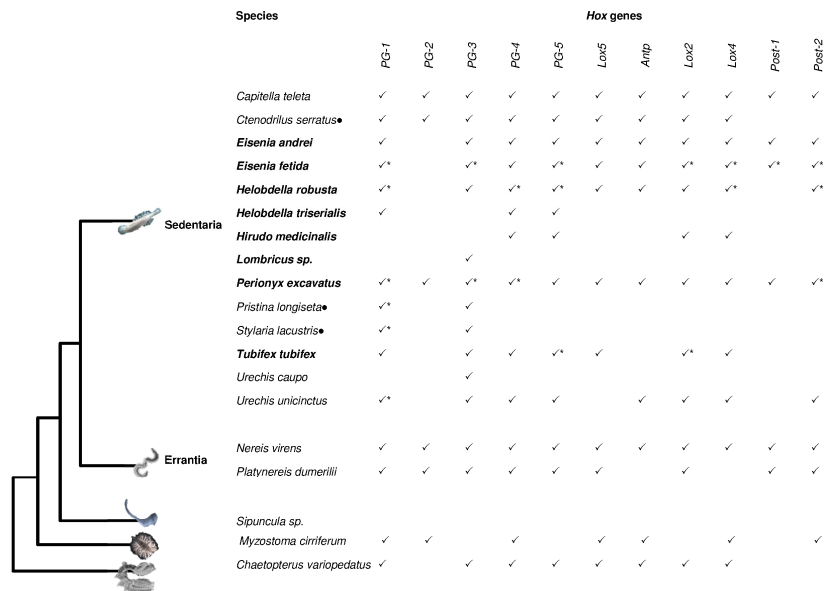 Species Hox genes
PG-1 PG-2 PG-3 PG-4 PG-5 Lox5 Antp Lox2 Lox4 Post-1 Post-2
Capitella teleta ✓ ✓ ✓ ✓ ✓ ✓ ✓ ✓ ✓ ✓ ✓
Ctenodrilus serratus● ✓ ✓ ✓ ✓ ✓ ✓ ✓ ✓ ✓
Eisenia andrei ✓ ✓ ✓ ✓ ✓ ✓ ✓ ✓ ✓ ✓
Eisenia fetida ✓* ✓* ✓ ✓* ✓ ✓ ✓* ✓* ✓* ✓*
Helobdella robusta ✓* ✓ ✓* ✓* ✓ ✓ ✓ ✓* ✓*
Helobdella triserialis ✓ ✓ ✓
Sedentaria
Hirudo medicinalis ✓ ✓ ✓ ✓
Lombricus sp. ✓
Perionyx excavatus ✓* ✓ ✓* ✓* ✓ ✓ ✓ ✓ ✓ ✓ ✓*
Pristina longiseta● ✓* ✓
Stylaria lacustris● ✓* ✓
Tubifex tubifex ✓ ✓ ✓ ✓* ✓ ✓* ✓
Urechis caupo ✓
Urechis unicinctus ✓* ✓ ✓ ✓ ✓ ✓ ✓ ✓
Nereis virens ✓ ✓ ✓ ✓ ✓ ✓ ✓ ✓ ✓ ✓ ✓
Errantia
Platynereis dumerilii ✓ ✓ ✓ ✓ ✓ ✓ ✓ ✓ ✓
Sipuncula sp.
Myzostoma cirriferum ✓ ✓ ✓ ✓ ✓ ✓ ✓
Chaetopterus variopedatus ✓ ✓ ✓ ✓ ✓ ✓ ✓ ✓